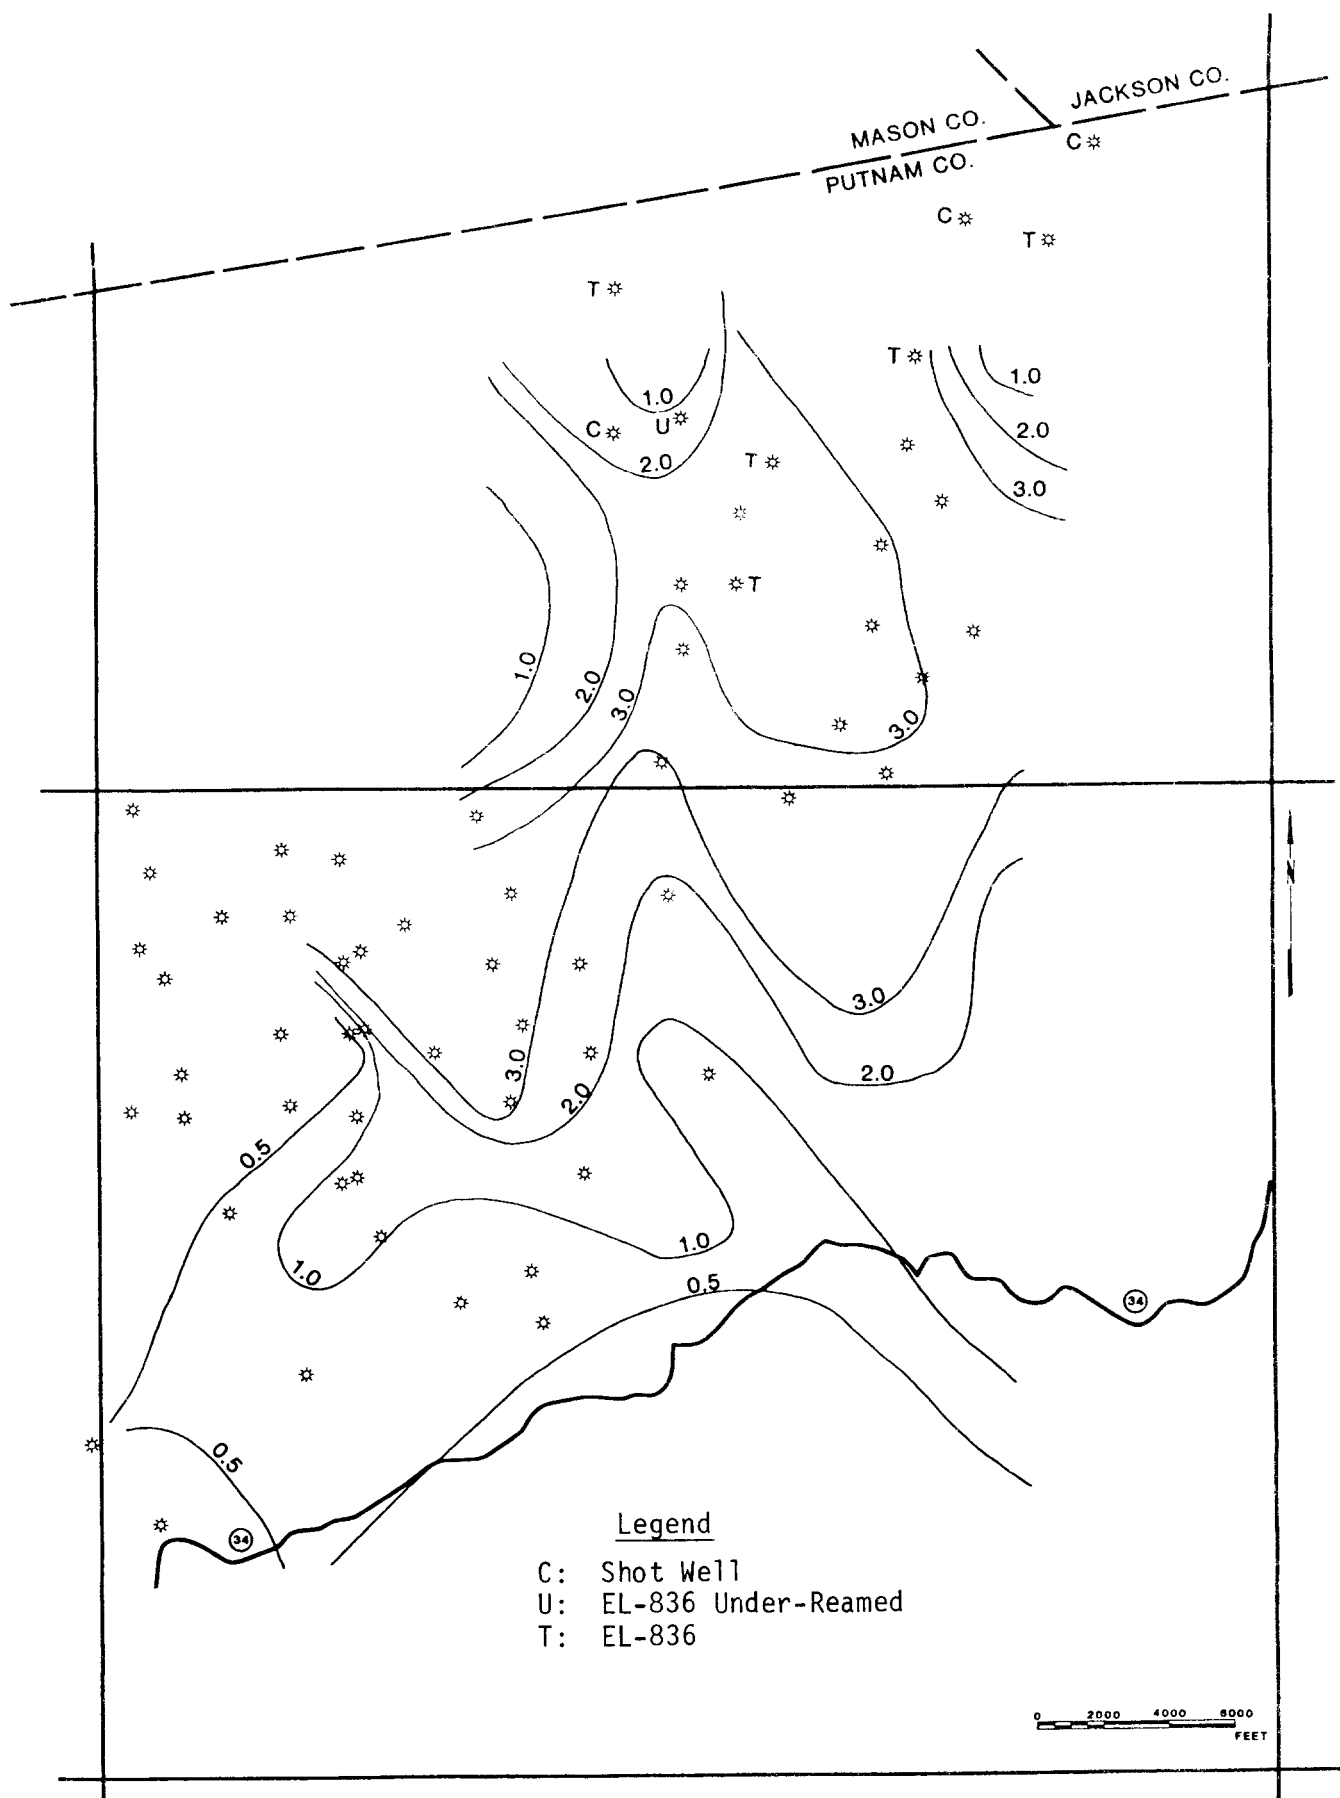 JACKSON CO.
MASON CO.
PUTNAM CO.
C
C
T
T
T
1.0
1.0
C
U
2.0
2.0
T
3.0
T
1.0
2.0
3.0
3.0
N
3.0
3.0
2.0
2.0
0.5
1.0
1.0
0.5
34
0.5
34
Legend
C: Shot Well
U: EL-836 Under-Reamed
T: EL-836
0 2000 4000 6000
FEET